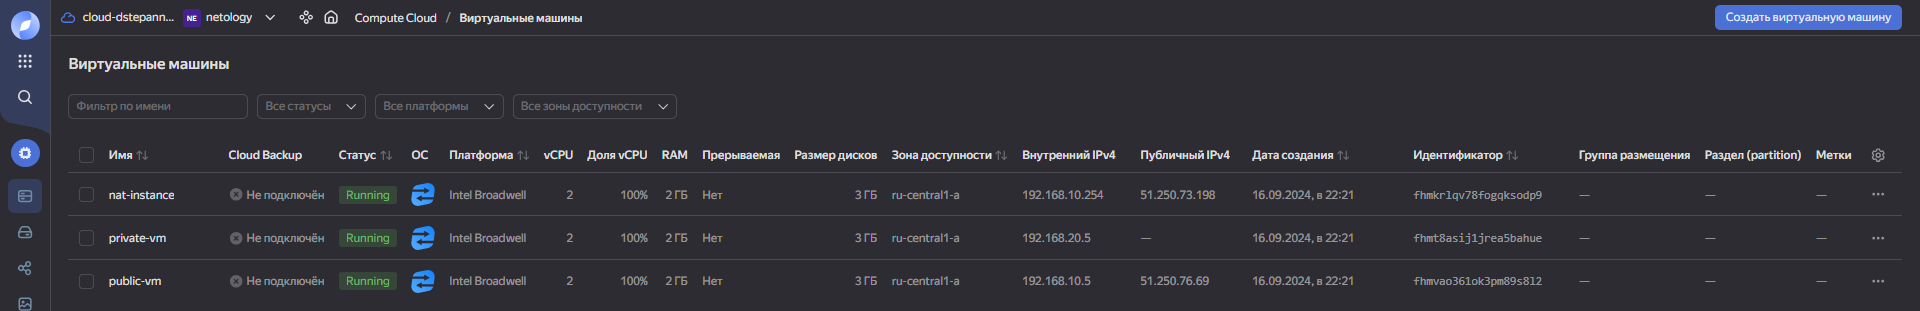 cloud-dstepann... NE netology Compute Cloud / Виртуальные машины Создать виртуальную машину
Виртуальные машины
Фильтр по имени Все статусы Все платформы Все зоны доступности
Имя Cloud Backup Статус ОС Платформа vCPU Доля vCPU RAM Прерываемая Размер дисков Зона доступности Внутренний IPv4 Публичный IPv4 Дата создания Идентификатор Группа размещения Раздел (partition) Метки
nat-instance Не подключён Running Intel Broadwell 2 100% 2 ГБ Нет 3 ГБ ru-central1-a 192.168.10.254 51.250.73.198 16.09.2024, в 22:21 fhmkrlqv78fogqksodp9 — — —
private-vm Не подключён Running Intel Broadwell 2 100% 2 ГБ Нет 3 ГБ ru-central1-a 192.168.20.5 — 16.09.2024, в 22:21 fhmt8asij1jrea5bahue — — —
public-vm Не подключён Running Intel Broadwell 2 100% 2 ГБ Нет 3 ГБ ru-central1-a 192.168.10.5 51.250.76.69 16.09.2024, в 22:21 fhmvao361ok3pm89s812 — — —